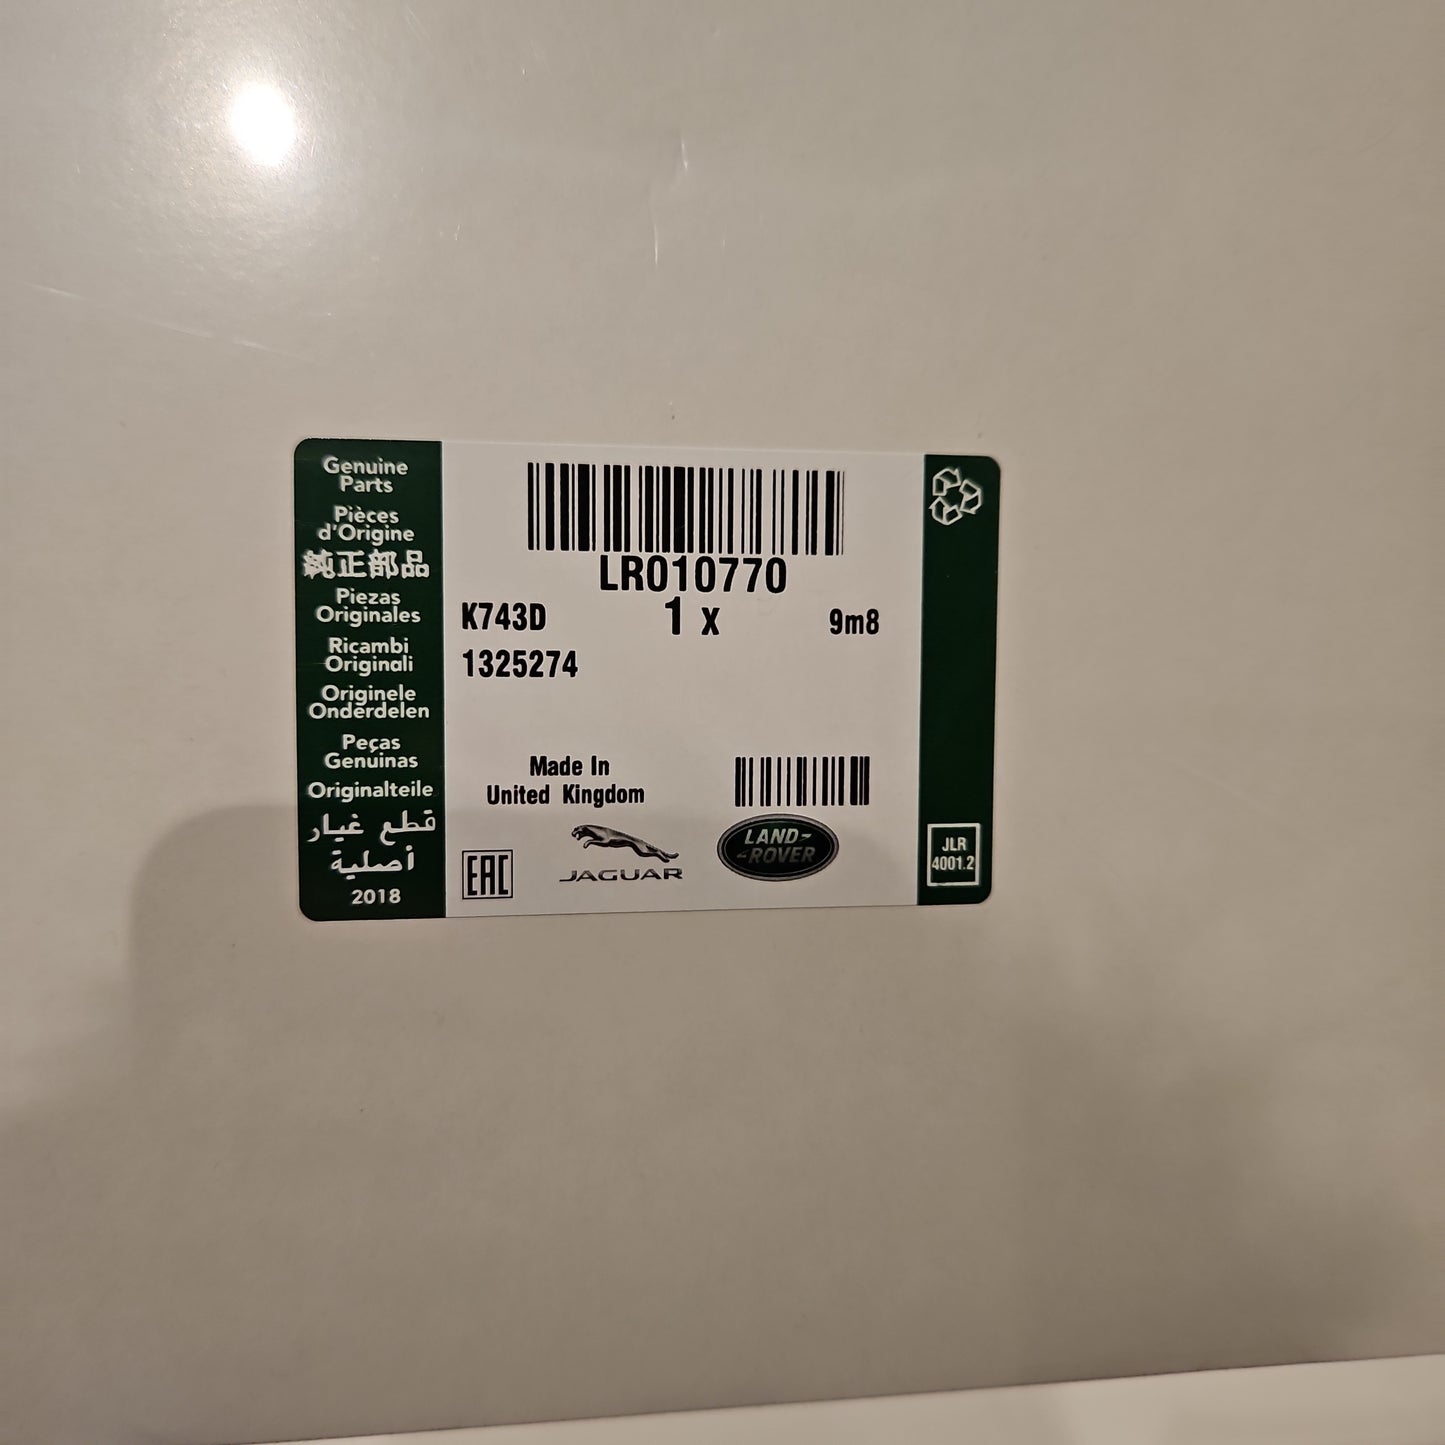 Genuine
Parts
Pièces
d'Origine
純正部品
Piezas
Originales
Ricambi
Originali
Originele
Onderdelen
Peças
Genuinas
Originalteile
قطع غيار
أصلية
2018
LR010770
K743D 1 x 9m8
1325274
Made In
United Kingdom
EAC
JAGUAR
LAND-
-ROVER
JLR
4001.2